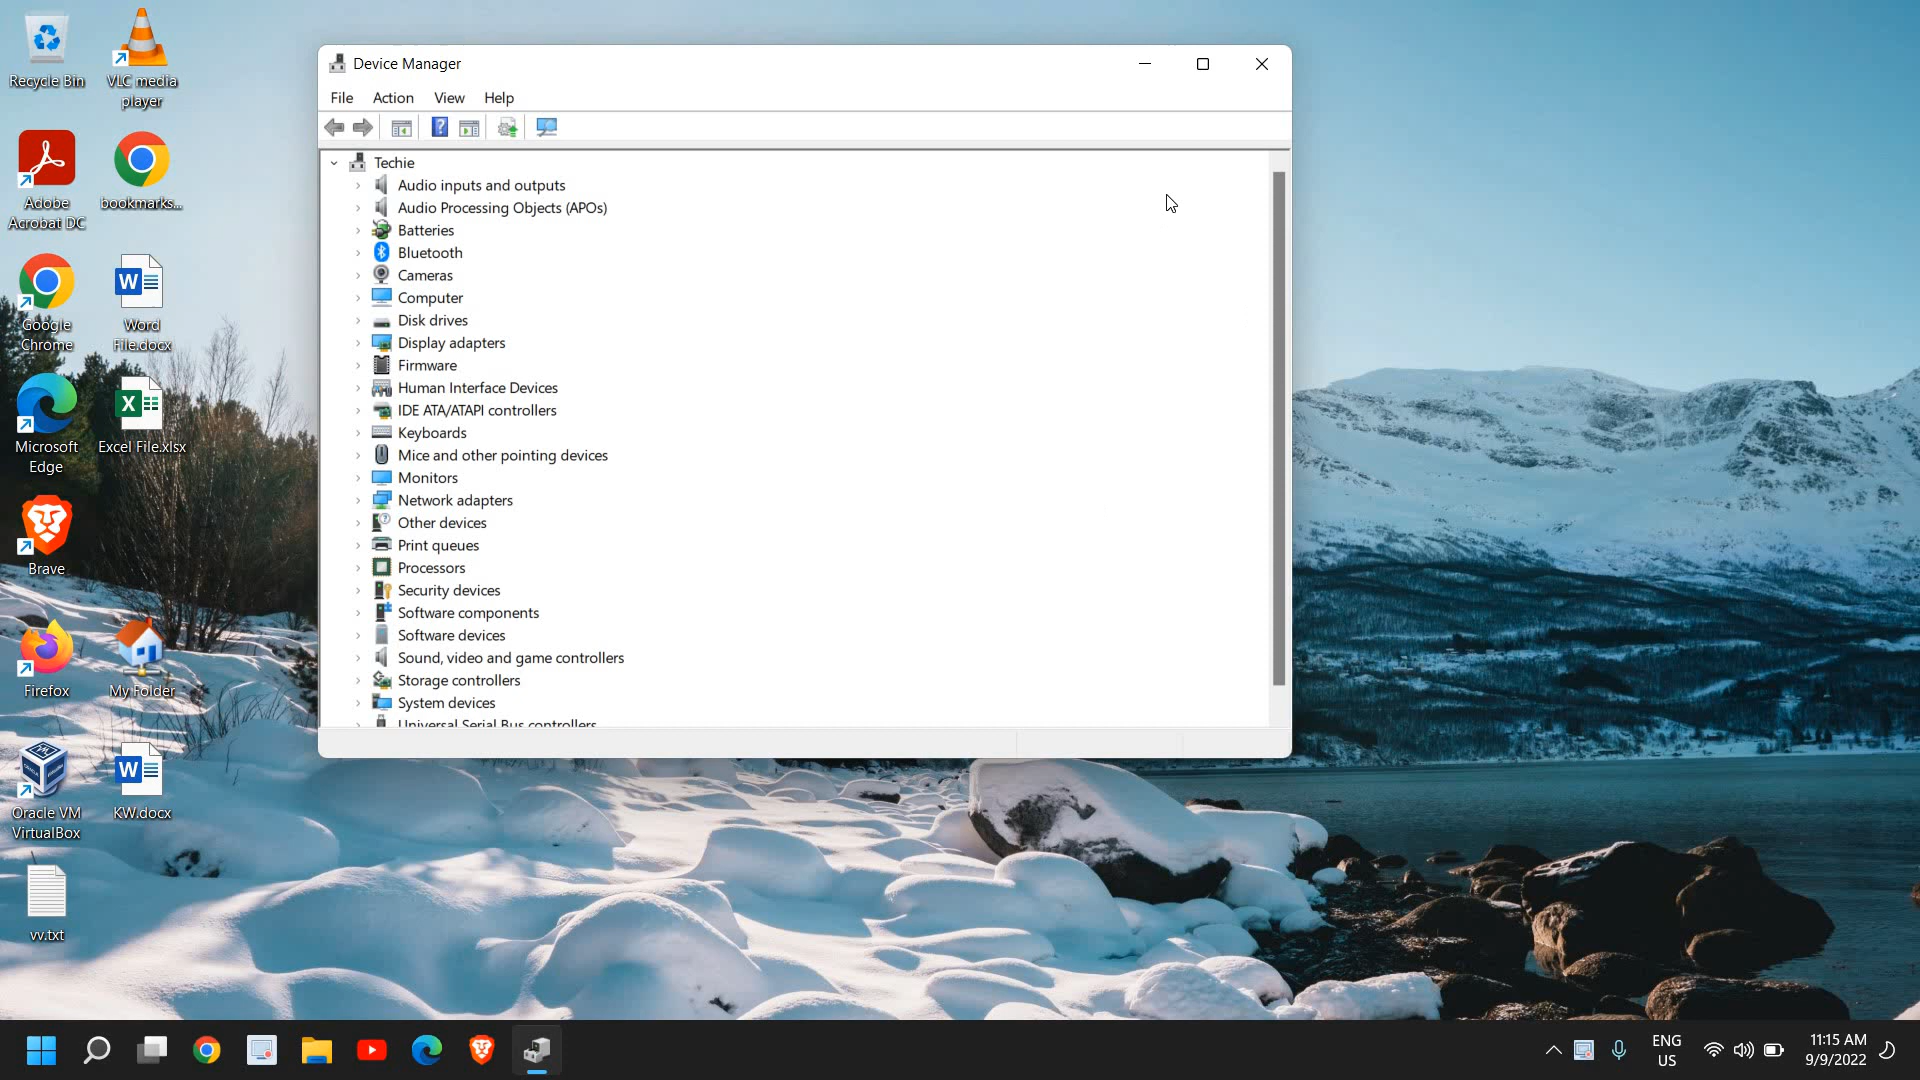 Recycle Bin
VLC media
player
Adobe
Acrobat DC
bookmarks...
Google
Chrome
Word
File.docx
Microsoft
Edge
Excel File.xlsx
Brave
Firefox
My Folder
Oracle VM
VirtualBox
KW.docx
vv.txt
Device Manager
File Action View Help
Techie
Audio inputs and outputs
Audio Processing Objects (APOs)
Batteries
Bluetooth
Cameras
Computer
Disk drives
Display adapters
Firmware
Human Interface Devices
IDE ATA/ATAPI controllers
Keyboards
Mice and other pointing devices
Monitors
Network adapters
Other devices
Print queues
Processors
Security devices
Software components
Software devices
Sound, video and game controllers
Storage controllers
System devices
Universal Serial Bus controllers
ENG
US
11:15 AM
9/9/2022